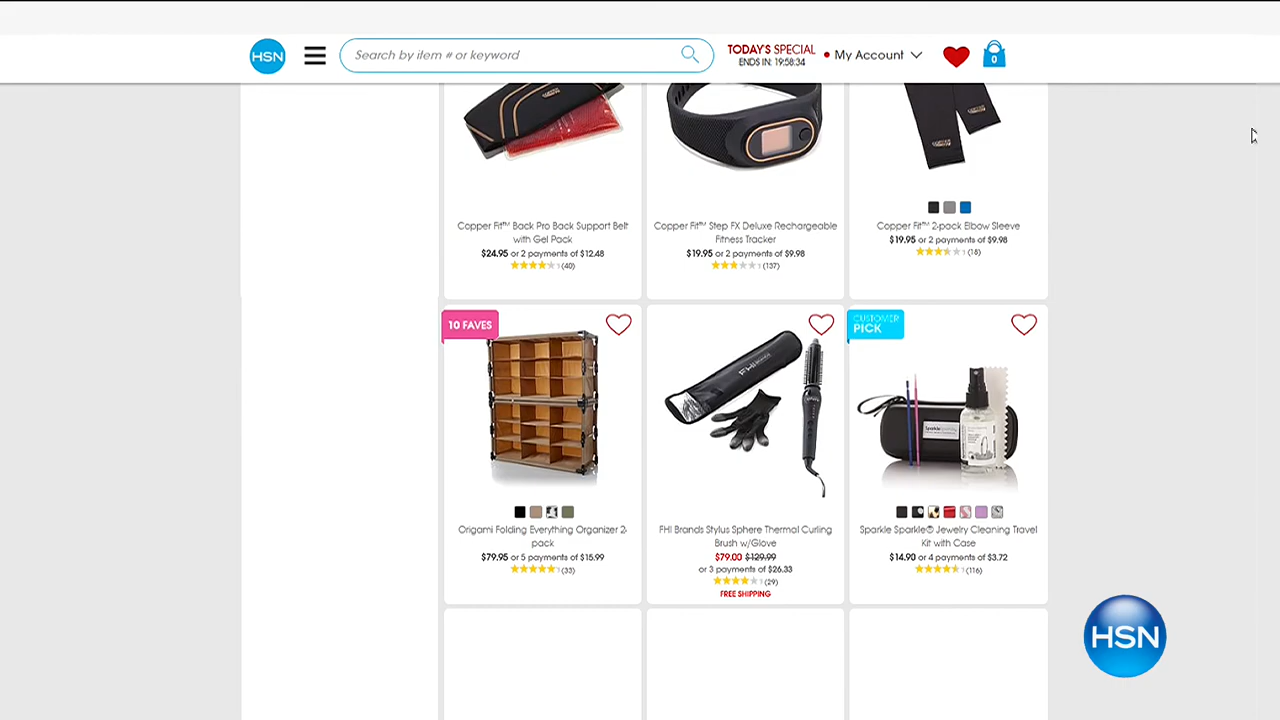 HSN
Search by item # or keyword
TODAY'S SPECIAL
ENDS IN: 19:58:34
My Account
0
Copper Fit™ Back Pro Back Support Belt
with Gel Pack
$24.95 or 2 payments of $12.48
(40)
Copper Fit™ Step FX Deluxe Rechargeable
Fitness Tracker
$19.95 or 2 payments of $9.98
(137)
Copper Fit™ 2-pack Elbow Sleeve
$19.95 or 2 payments of $9.98
(18)
10 FAVES
Origami Folding Everything Organizer 2-
pack
$79.95 or 5 payments of $15.99
(33)
FHI
FHI Brands Stylus Sphere Thermal Curling
Brush w/Glove
$79.00 $129.99
or 3 payments of $26.33
(29)
FREE SHIPPING
CUSTOMER
PICK
Sparkle Sparkle® Jewelry Cleaning Travel
Kit with Case
$14.90 or 4 payments of $3.72
(116)
HSN